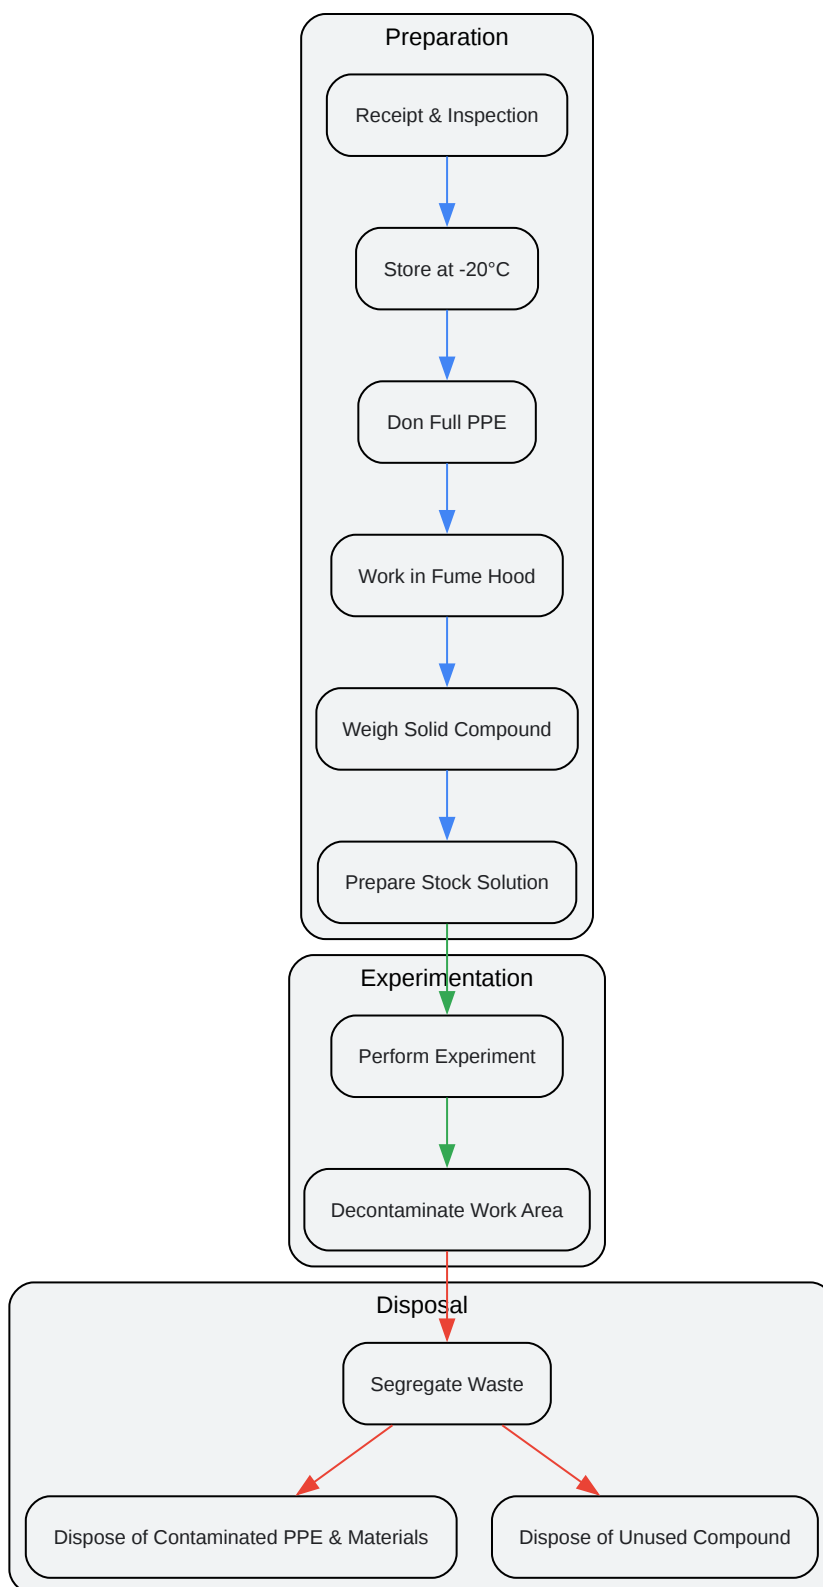 Preparation
Receipt & Inspection
Store at -20°C
Don Full PPE
Work in Fume Hood
Weigh Solid Compound
Prepare Stock Solution
Experimentation
Perform Experiment
Decontaminate Work Area
Disposal
Segregate Waste
Dispose of Contaminated PPE & Materials
Dispose of Unused Compound